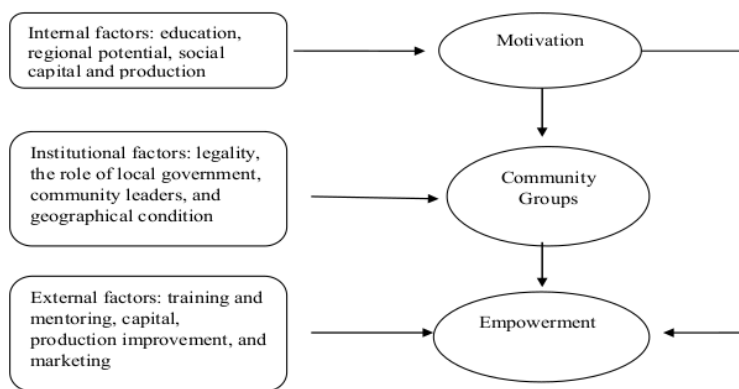 Internal factors: education,
regional potential, social
capital and production
Motivation
Institutional factors: legality,
the role of local government,
community leaders, and
geographical condition
Community
Groups
External factors: training and
mentoring, capital,
production improvement, and
marketing
Empowerment